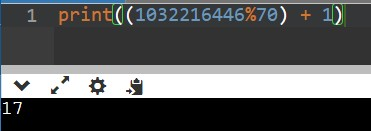 1 print((1032216446%70) + 1)
17